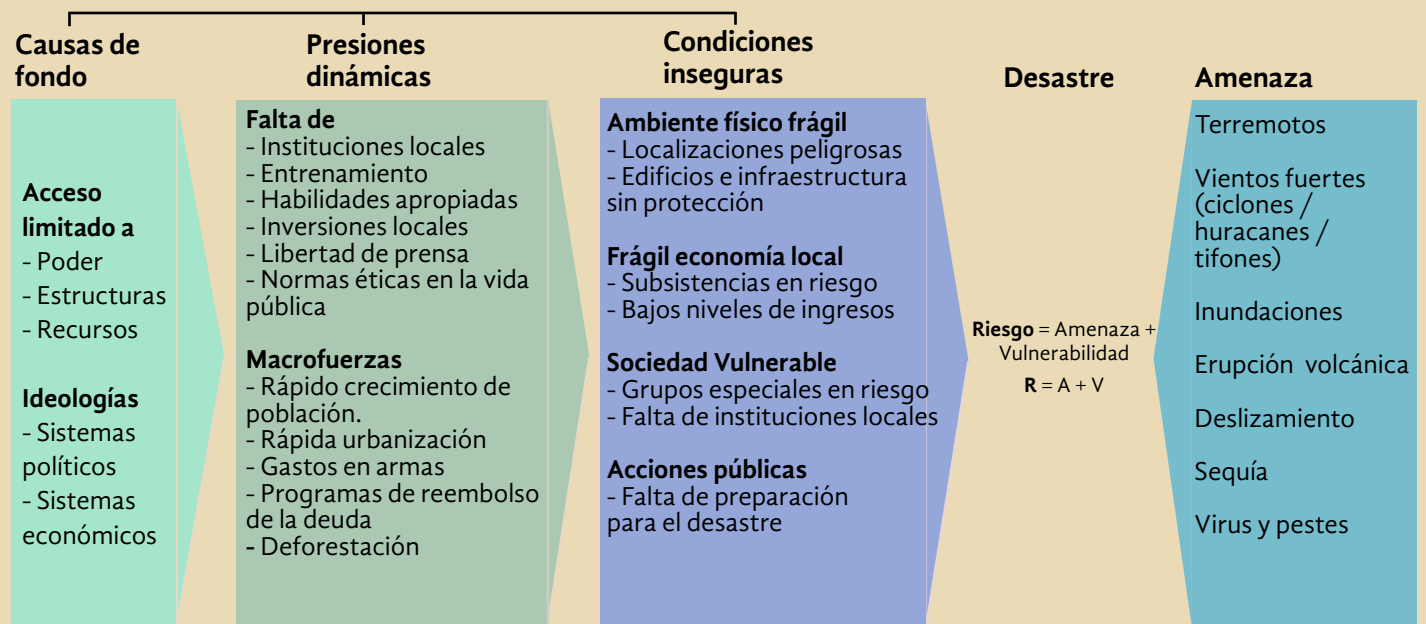 Causas de
fondo
Acceso
limitado a
- Poder
- Estructuras
- Recursos
Ideologías
- Sistemas
políticos
- Sistemas
económicos
Presiones
dinámicas
Falta de
- Instituciones locales
- Entrenamiento
- Habilidades apropiadas
- Inversiones locales
- Libertad de prensa
- Normas éticas en la vida
pública
Macrofuerzas
- Rápido crecimiento de
población.
- Rápida urbanización
- Gastos en armas
- Programas de reembolso
de la deuda
- Deforestación
Condiciones
inseguras
Ambiente físico frágil
- Localizaciones peligrosas
- Edificios e infraestructura
sin protección
Frágil economía local
- Subsistencias en riesgo
- Bajos niveles de ingresos
Sociedad Vulnerable
- Grupos especiales en riesgo
- Falta de instituciones locales
Acciones públicas
- Falta de preparación
para el desastre
Desastre
Riesgo = Amenaza +
Vulnerabilidad
R = A + V
Amenaza
Terremotos
Vientos fuertes
(ciclones /
huracanes /
tifones)
Inundaciones
Erupción volcánica
Deslizamiento
Sequía
Virus y pestes